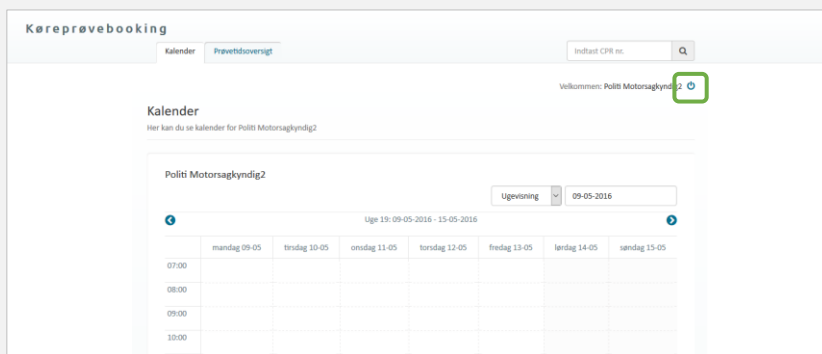 Køreprøvebooking
Kalender Prøvetidsoversigt Indtast CPR nr.
Velkommen: Politi Motorsagkyndig2
Kalender
Her kan du se kalender for Politi Motorsagkyndig2
Politi Motorsagkyndig2
Ugevisning 09-05-2016
Uge 19: 09-05-2016 - 15-05-2016
mandag 09-05 tirsdag 10-05 onsdag 11-05 torsdag 12-05 fredag 13-05 lørdag 14-05 søndag 15-05
07:00
08:00
09:00
10:00